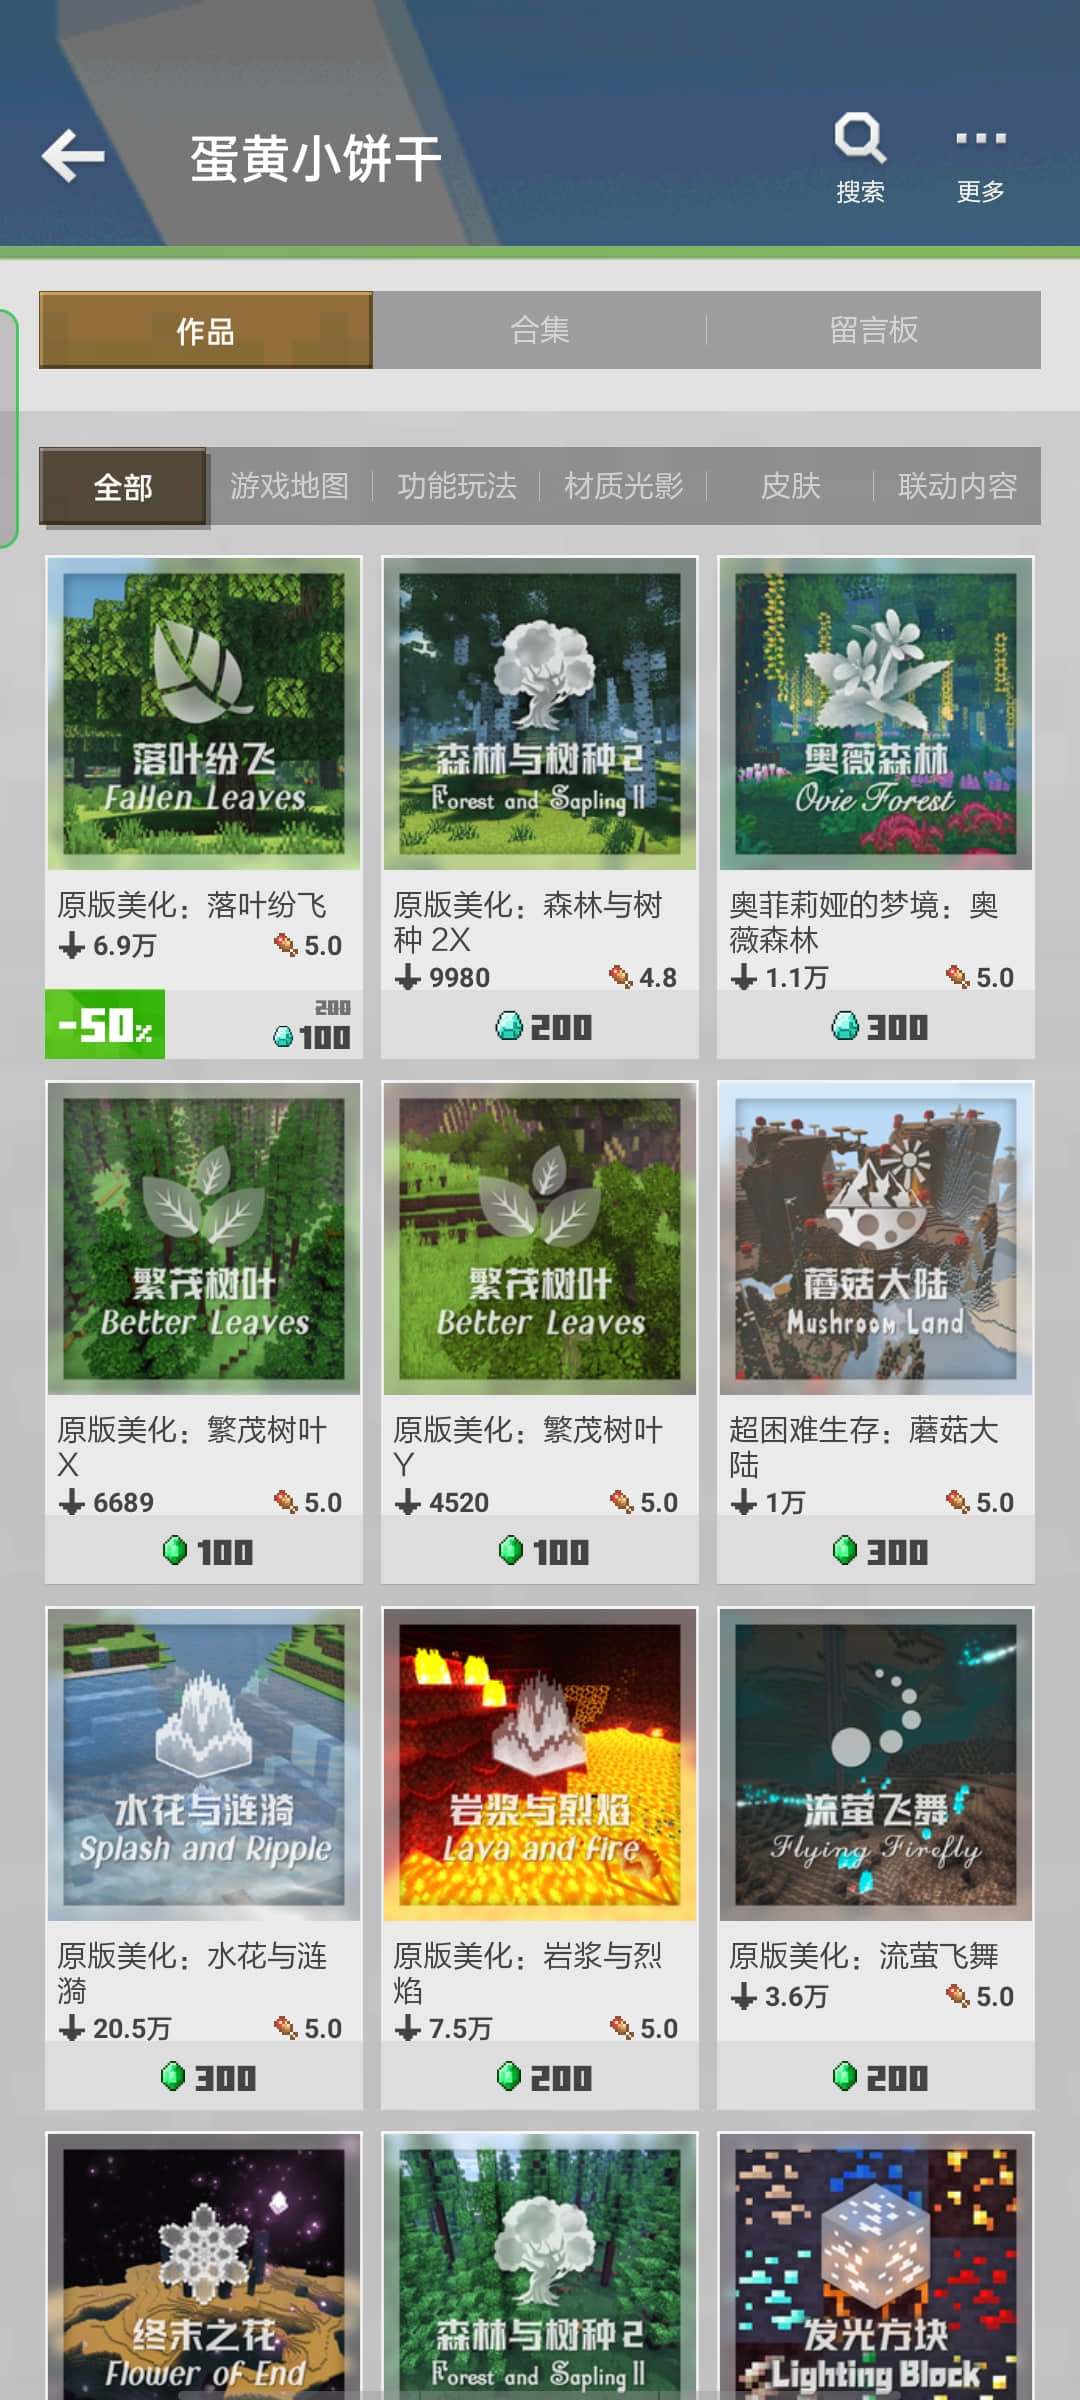 蛋黄小饼干
搜索
更多
作品
合集
留言板
全部
游戏地图
功能玩法
材质光影
皮肤
联动内容
落叶纷飞
Fallen Leaves
原版美化：落叶纷飞
6.9万
5.0
-50%
200
100
森林与树种2
Forest and Sapling II
原版美化：森林与树
种 2X
9980
4.8
200
奥薇森林
Ovie Forest
奥菲莉娅的梦境：奥
薇森林
1.1万
5.0
300
繁茂树叶
Better Leaves
原版美化：繁茂树叶
X
6689
5.0
100
繁茂树叶
Better Leaves
原版美化：繁茂树叶
Y
4520
5.0
100
蘑菇大陆
Mushroom Land
超困难生存：蘑菇大
陆
1万
5.0
300
水花与涟漪
Splash and Ripple
原版美化：水花与涟
漪
20.5万
5.0
300
岩浆与烈焰
Lava and fire
原版美化：岩浆与烈
焰
7.5万
5.0
200
流萤飞舞
Flying Firefly
原版美化：流萤飞舞
3.6万
5.0
200
终末之花
Flower of End
森林与树种2
Forest and Sapling II
发光方块
Lighting Block